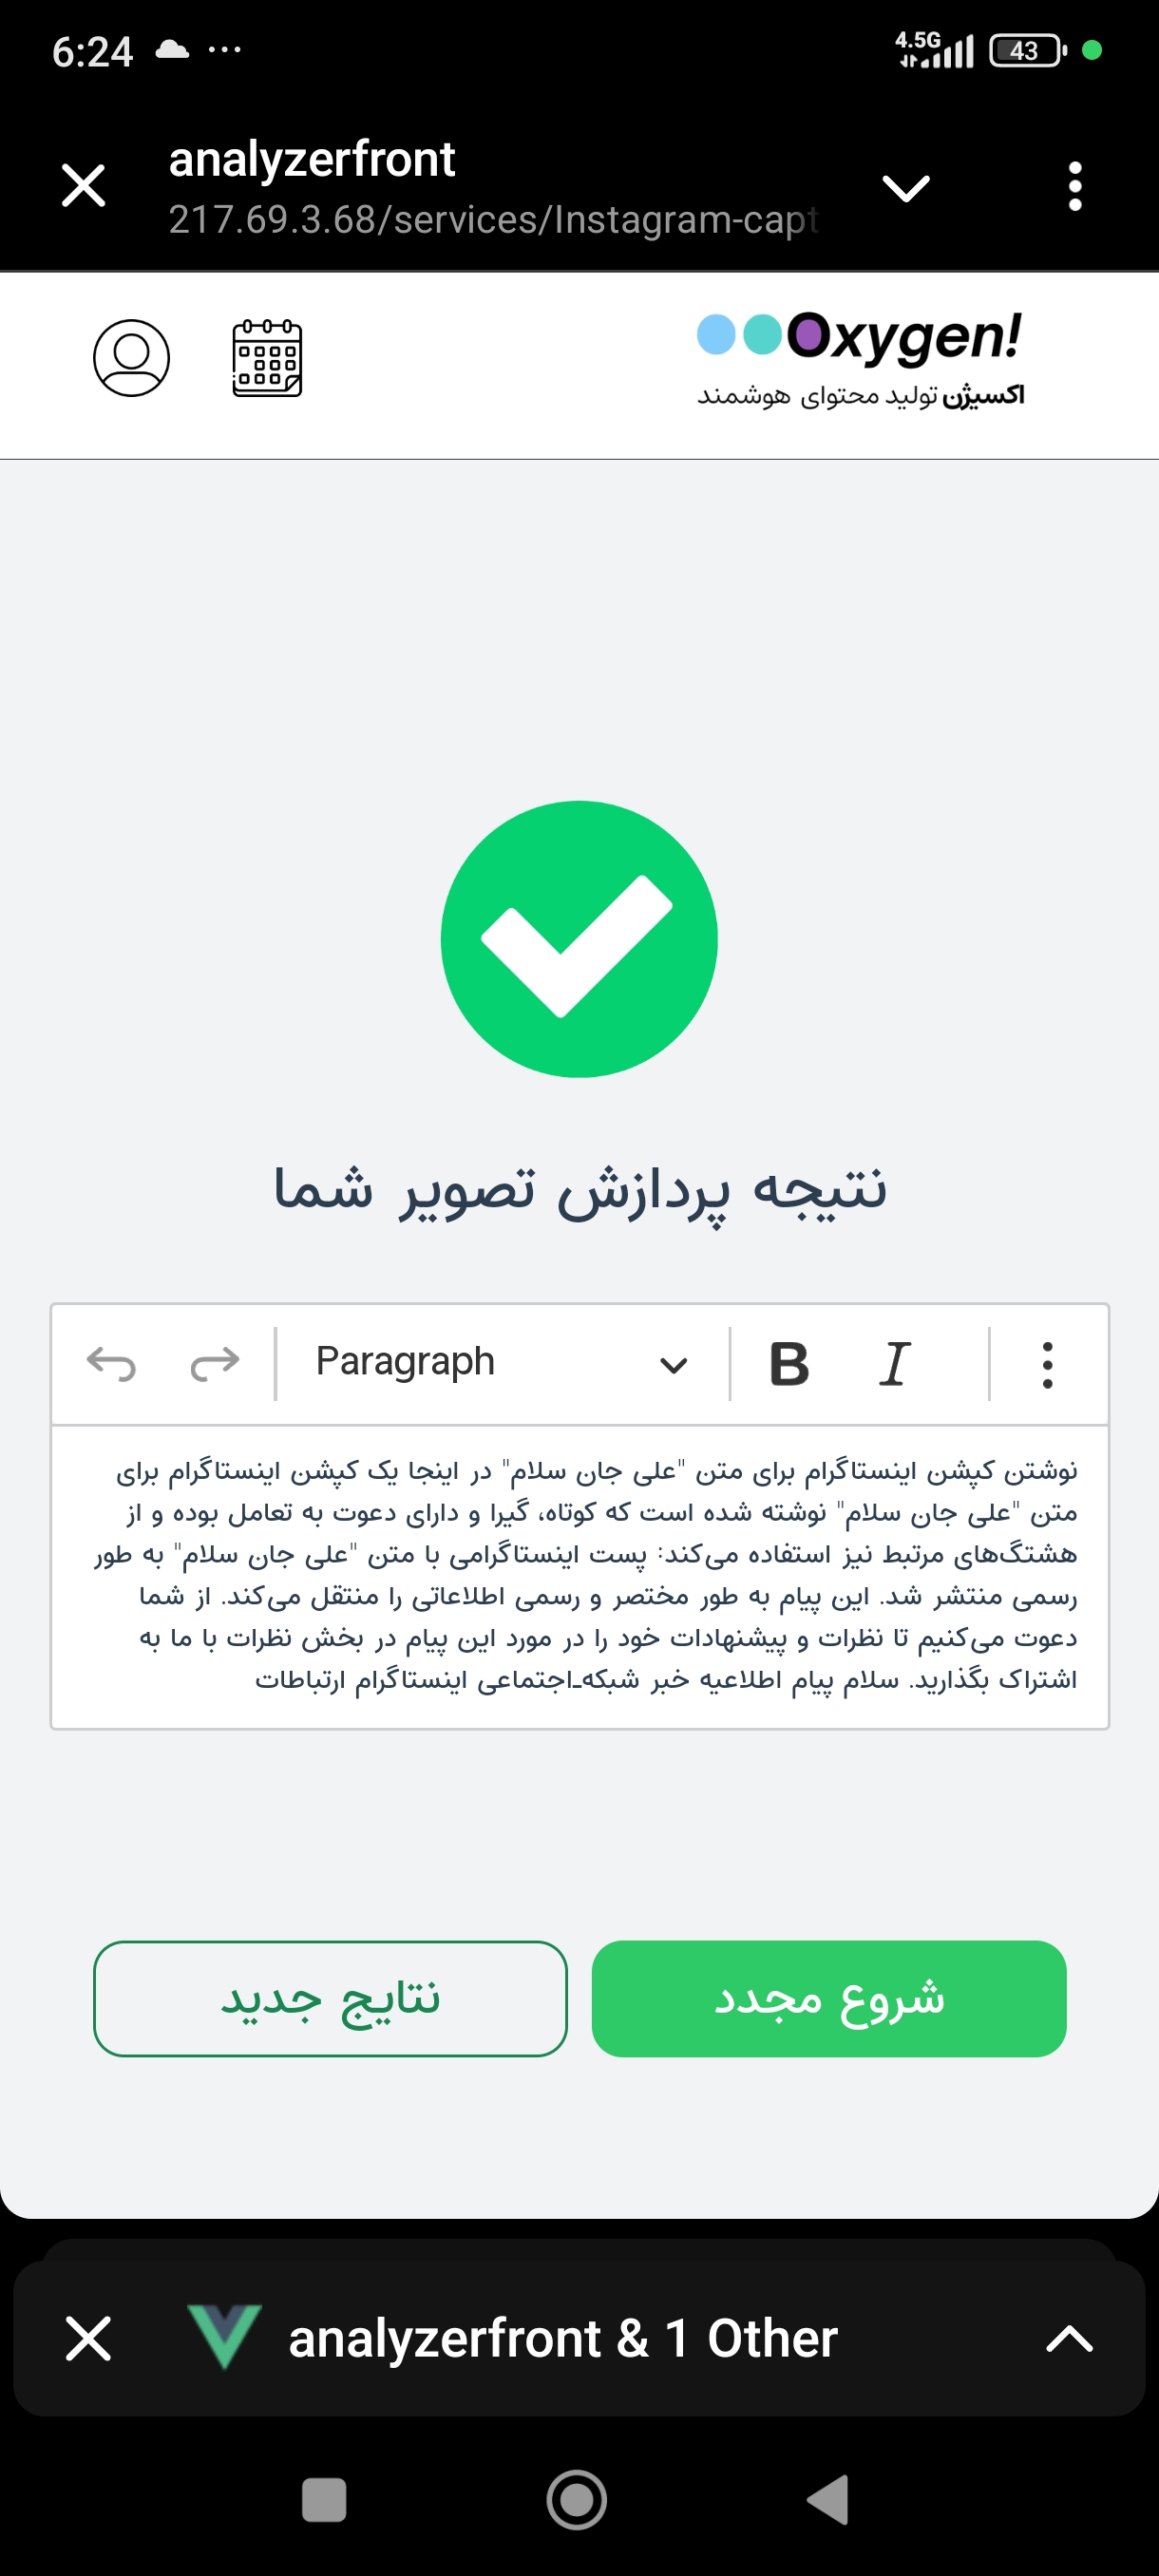 6:24
4.5G
43
analyzerfront
217.69.3.68/services/Instagram-capt
Oxygen!
اکسیژن تولید محتوای هوشمند
نتیجه پردازش تصویر شما
Paragraph
B I
نوشتن کپشن اینستاگرام برای متن "علی جان سلام" در اینجا یک کپشن اینستاگرام برای
متن "علی جان سلام" نوشته شده است که کوتاه، گیرا و دارای دعوت به تعامل بوده و از
هشتگ‌های مرتبط نیز استفاده می‌کند: پست اینستاگرامی با متن "علی جان سلام" به طور
رسمی منتشر شد. این پیام به طور مختصر و رسمی اطلاعاتی را منتقل می‌کند. از شما
دعوت می‌کنیم تا نظرات و پیشنهادات خود را در مورد این پیام در بخش نظرات با ما به
اشتراک بگذارید. سلام پیام اطلاعیه خبر شبکه_اجتماعی اینستاگرام ارتباطات
شروع مجدد
نتایج جدید
analyzerfront & 1 Other